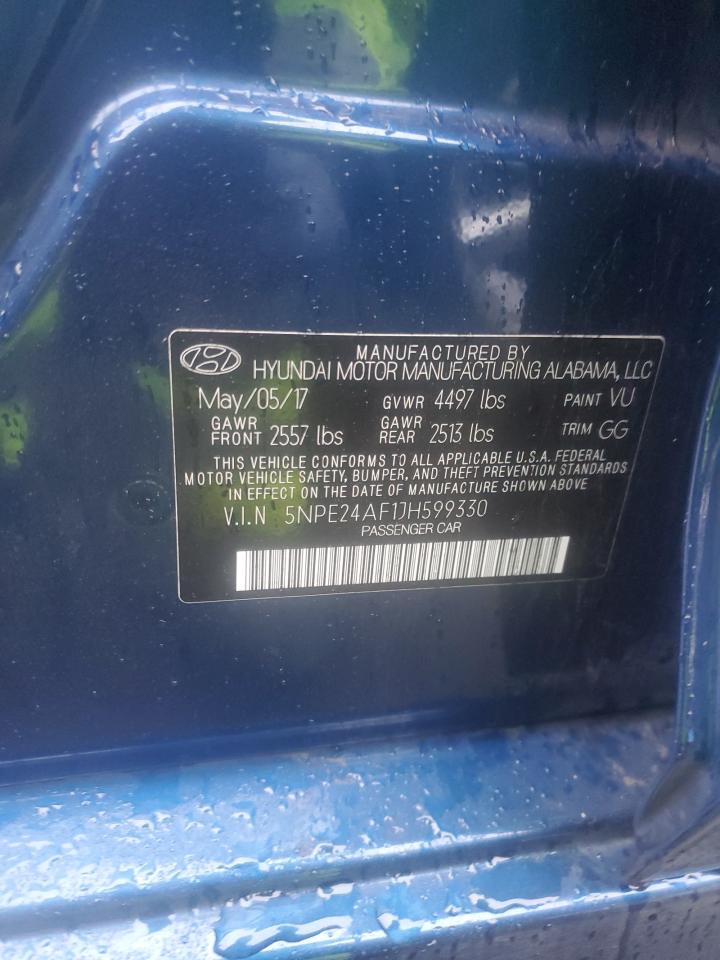 MANUFACTURED BY
HYUNDAI MOTOR MANUFACTURING ALABAMA, LLC
May/05/17 GVWR 4497 lbs PAINT VU
GAWR FRONT 2557 lbs GAWR REAR 2513 lbs TRIM GG
THIS VEHICLE CONFORMS TO ALL APPLICABLE U.S.A. FEDERAL
MOTOR VEHICLE SAFETY, BUMPER, AND THEFT PREVENTION STANDARDS
IN EFFECT ON THE DATE OF MANUFACTURE SHOWN ABOVE
V.I.N 5NPE24AF1JH599330
PASSENGER CAR